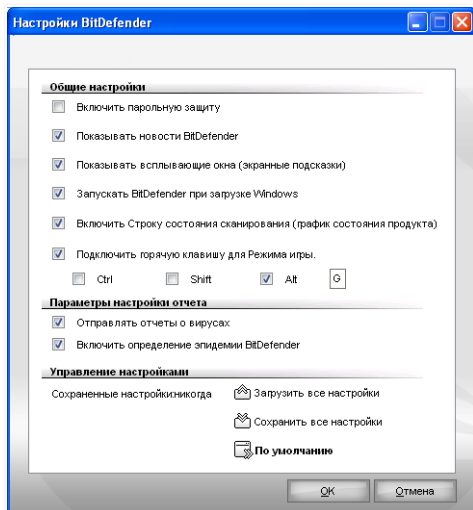 Настройки BitDefender
Общие настройки
Включить парольную защиту
Показывать новости BitDefender
Показывать всплывающие окна (экранные подсказки)
Запускать BitDefender при загрузке Windows
Включить Строку состояния сканирования (график состояния продукта)
Подключить горячую клавишу для Режима игры.
Ctrl Shift Alt G
Параметры настройки отчета
Отправлять отчеты о вирусах
Включить определение эпидемии BitDefender
Управление настройками
Сохраненные настройки:никогда Загрузить все настройки
Сохранить все настройки
По умолчанию
OK Отмена